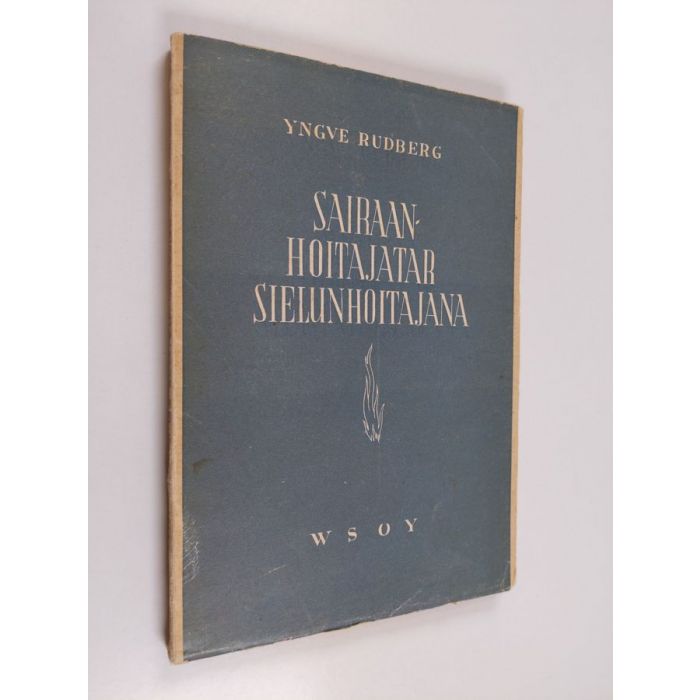 YNGVE RUDBERG
SAIRAAN-
HOITAJATAR
SIELUNHOITAJANA
WSOY